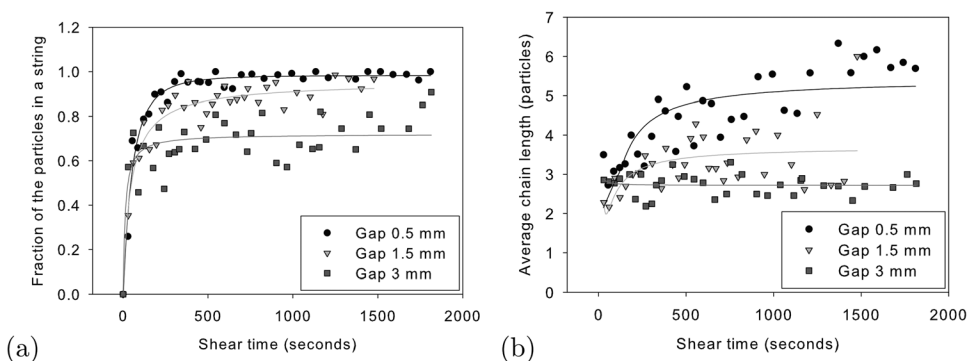 Fraction of the particles in a string
1.2
1.0
0.8
0.6
0.4
0.2
0.0
Gap 0.5 mm
Gap 1.5 mm
Gap 3 mm
0
500
1000
1500
2000
Shear time (seconds)
(a)
Average chain length (particles)
7
6
5
4
3
2
1
0
Gap 0.5 mm
Gap 1.5 mm
Gap 3 mm
0
500
1000
1500
2000
Shear time (seconds)
(b)